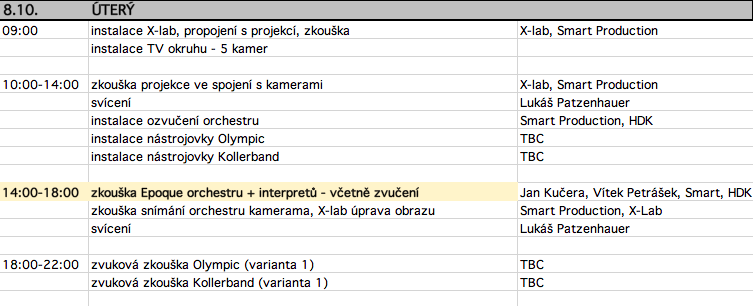 8.10. ÚTERÝ
09:00 instalace X-lab, propojení s projekcí, zkouška X-lab, Smart Production
instalace TV okruhu - 5 kamer
10:00-14:00 zkouška projekce ve spojení s kamerami X-lab, Smart Production
svícení Lukáš Patzenhauer
instalace ozvučení orchestru Smart Production, HDK
instalace nástrojovky Olympic TBC
instalace nástrojovky Kollerband TBC
14:00-18:00 zkouška Epoque orchestru + interpretů - včetně zvučení Jan Kučera, Vítek Petrášek, Smart, HDK
zkouška snímání orchestru kamerama, X-lab úprava obrazu Smart Production, X-Lab
svícení Lukáš Patzenhauer
18:00-22:00 zvuková zkouška Olympic (varianta 1) TBC
zvuková zkouška Kollerband (varianta 1) TBC